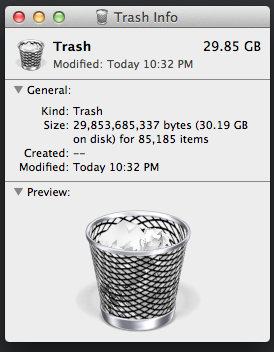 Trash Info
Trash 29.85 GB
Modified: Today 10:32 PM
General:
Kind: Trash
Size: 29,853,685,337 bytes (30.19 GB
on disk) for 85,185 items
Created: --
Modified: Today 10:32 PM
Preview: